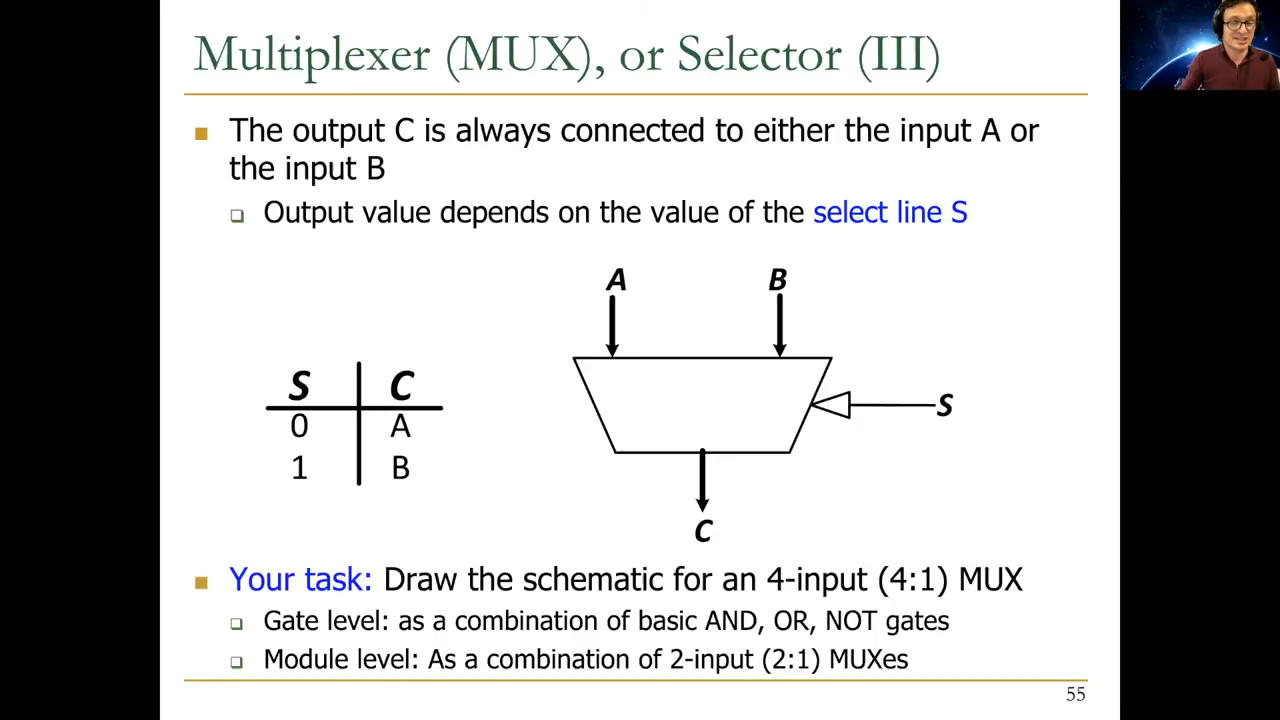 Multiplexer (MUX), or Selector (III)
The output C is always connected to either the input A or
the input B
Output value depends on the value of the select line S
A B
S C
0 A
1 B
S
C
Your task: Draw the schematic for an 4-input (4:1) MUX
Gate level: as a combination of basic AND, OR, NOT gates
Module level: As a combination of 2-input (2:1) MUXes
55